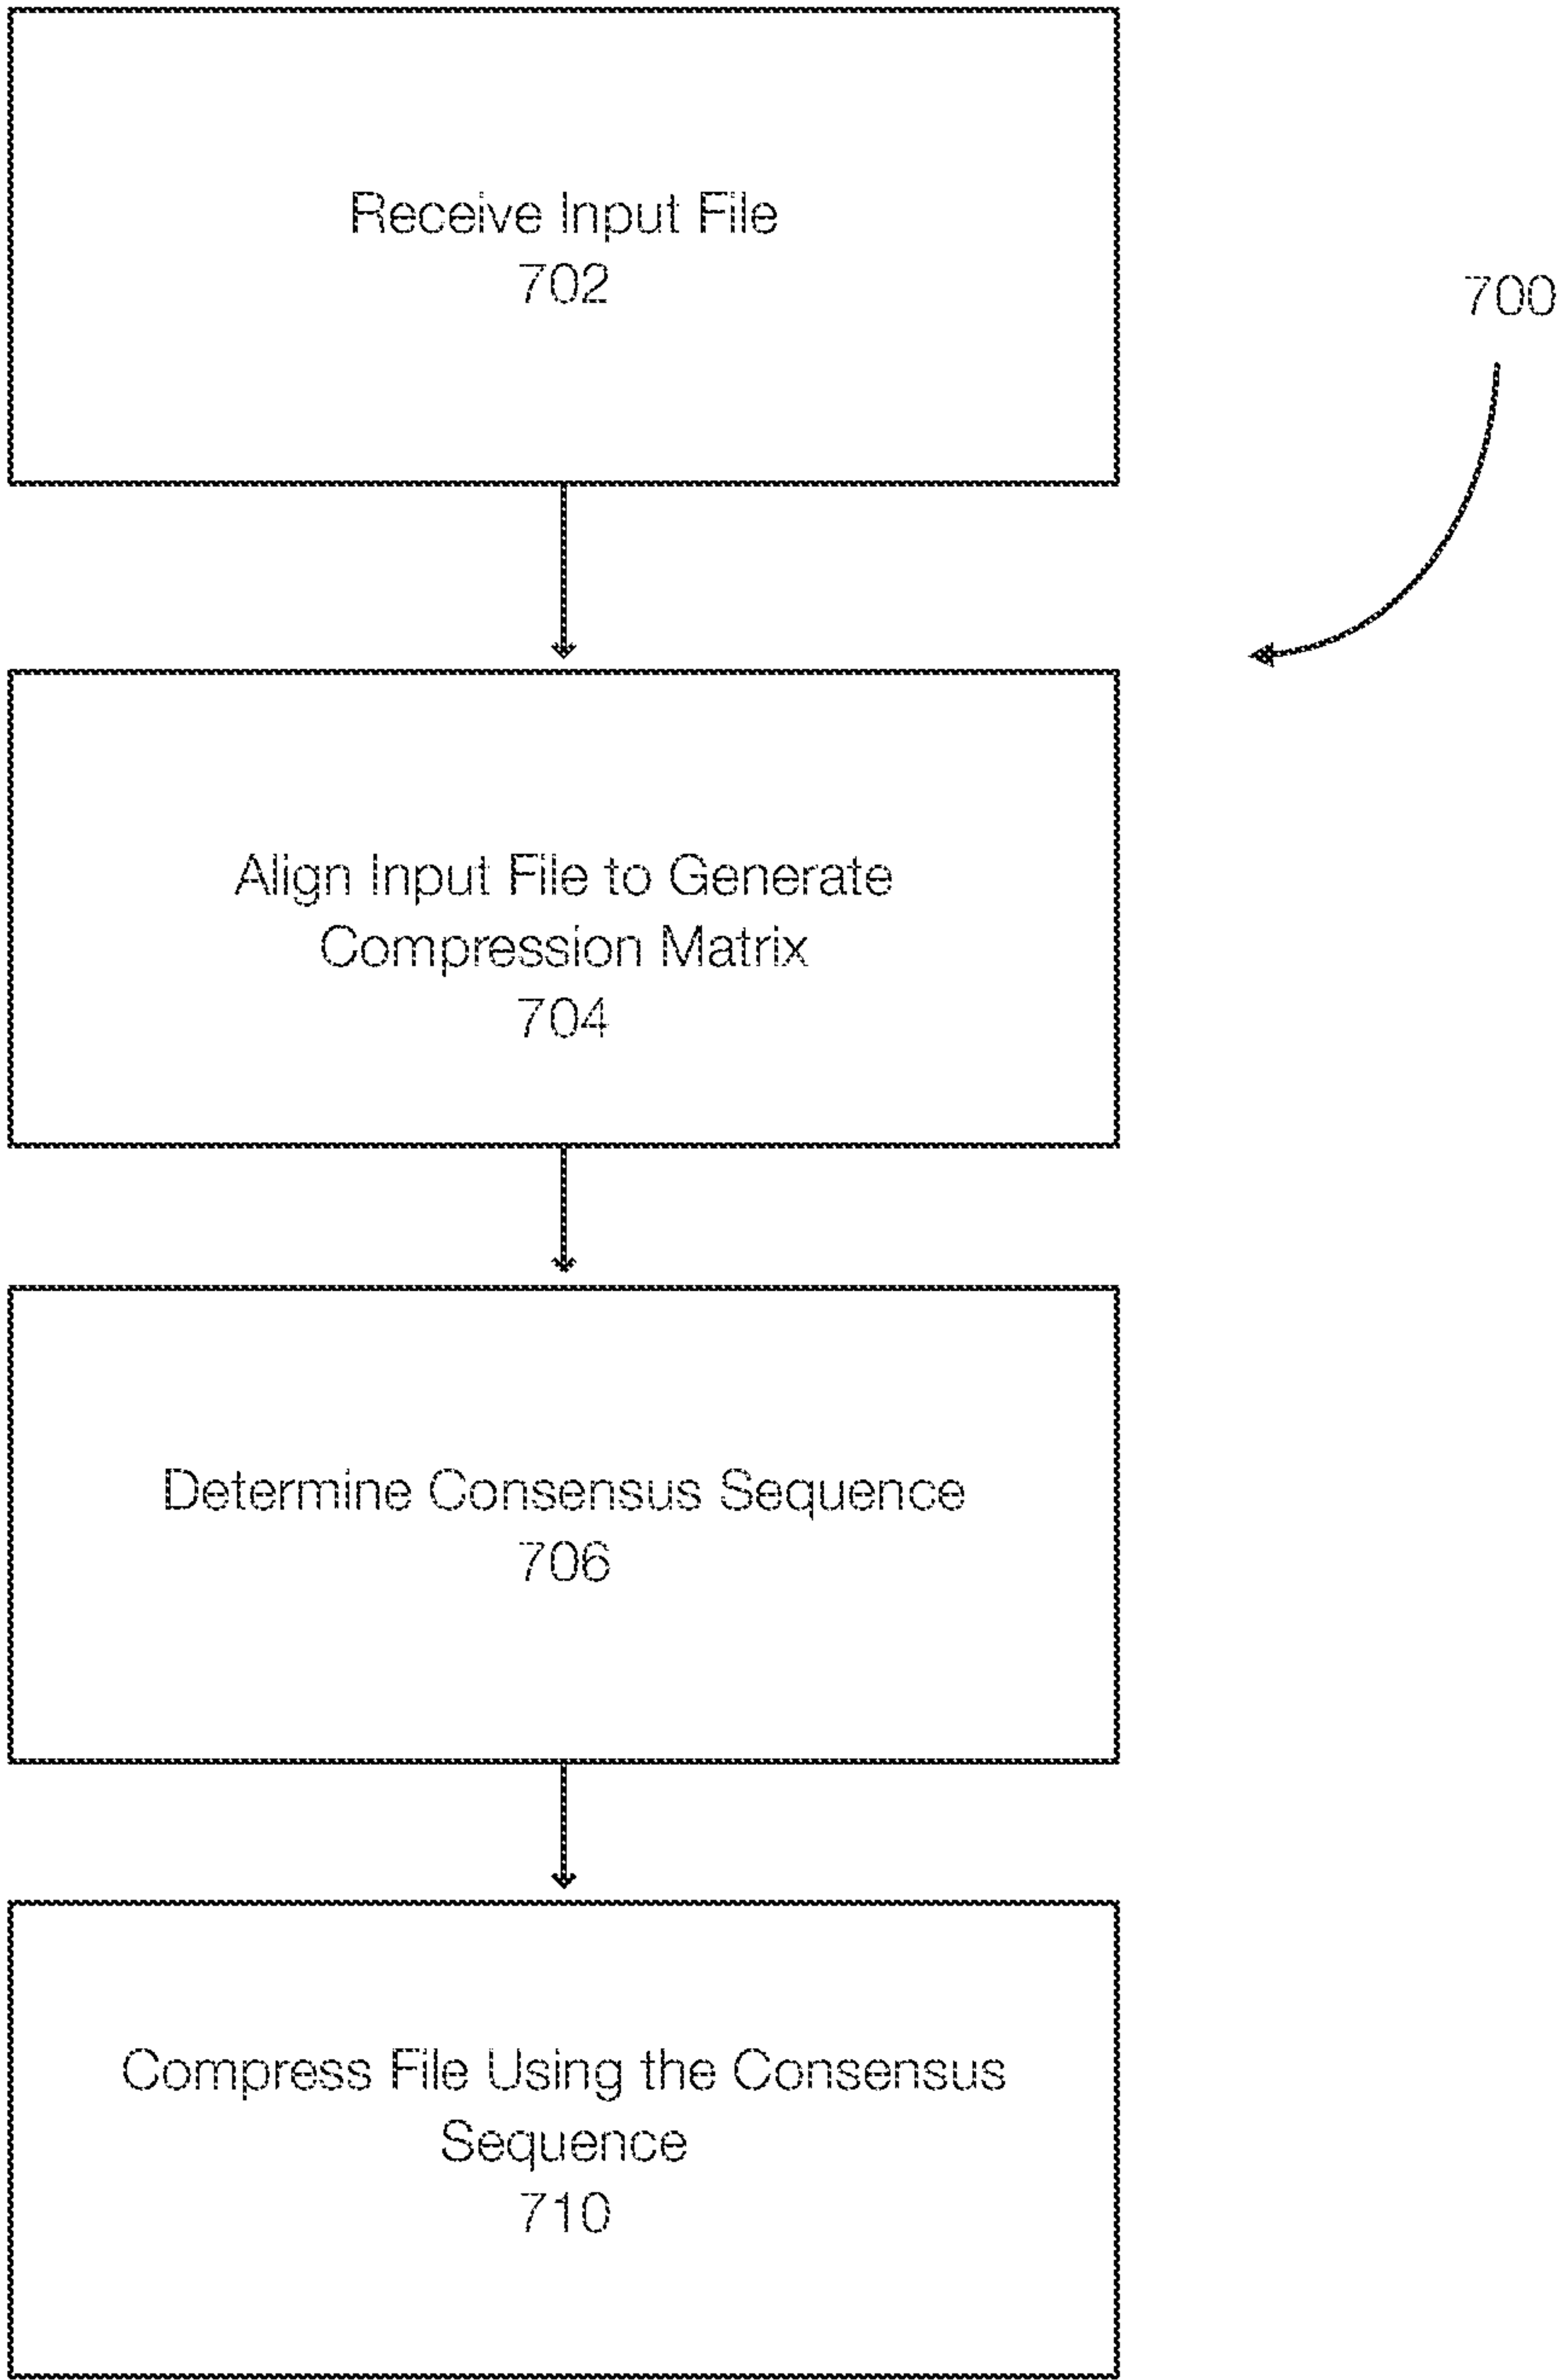 Receive Input File
702
700
Align Input File to Generate
Compression Matrix
704
Determine Consensus Sequence
706
Compress File Using the Consensus
Sequence
710